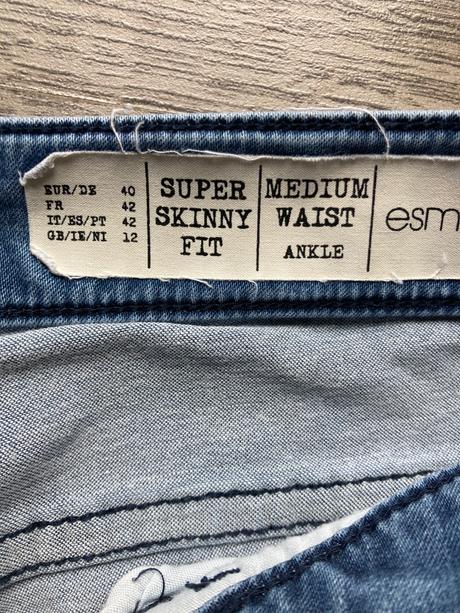 EUR/DE 40
FR 42
IT/ES/PT 42
GB/IE/NI 12
SUPER
SKINNY
FIT
MEDIUM
WAIST
ANKLE
esm